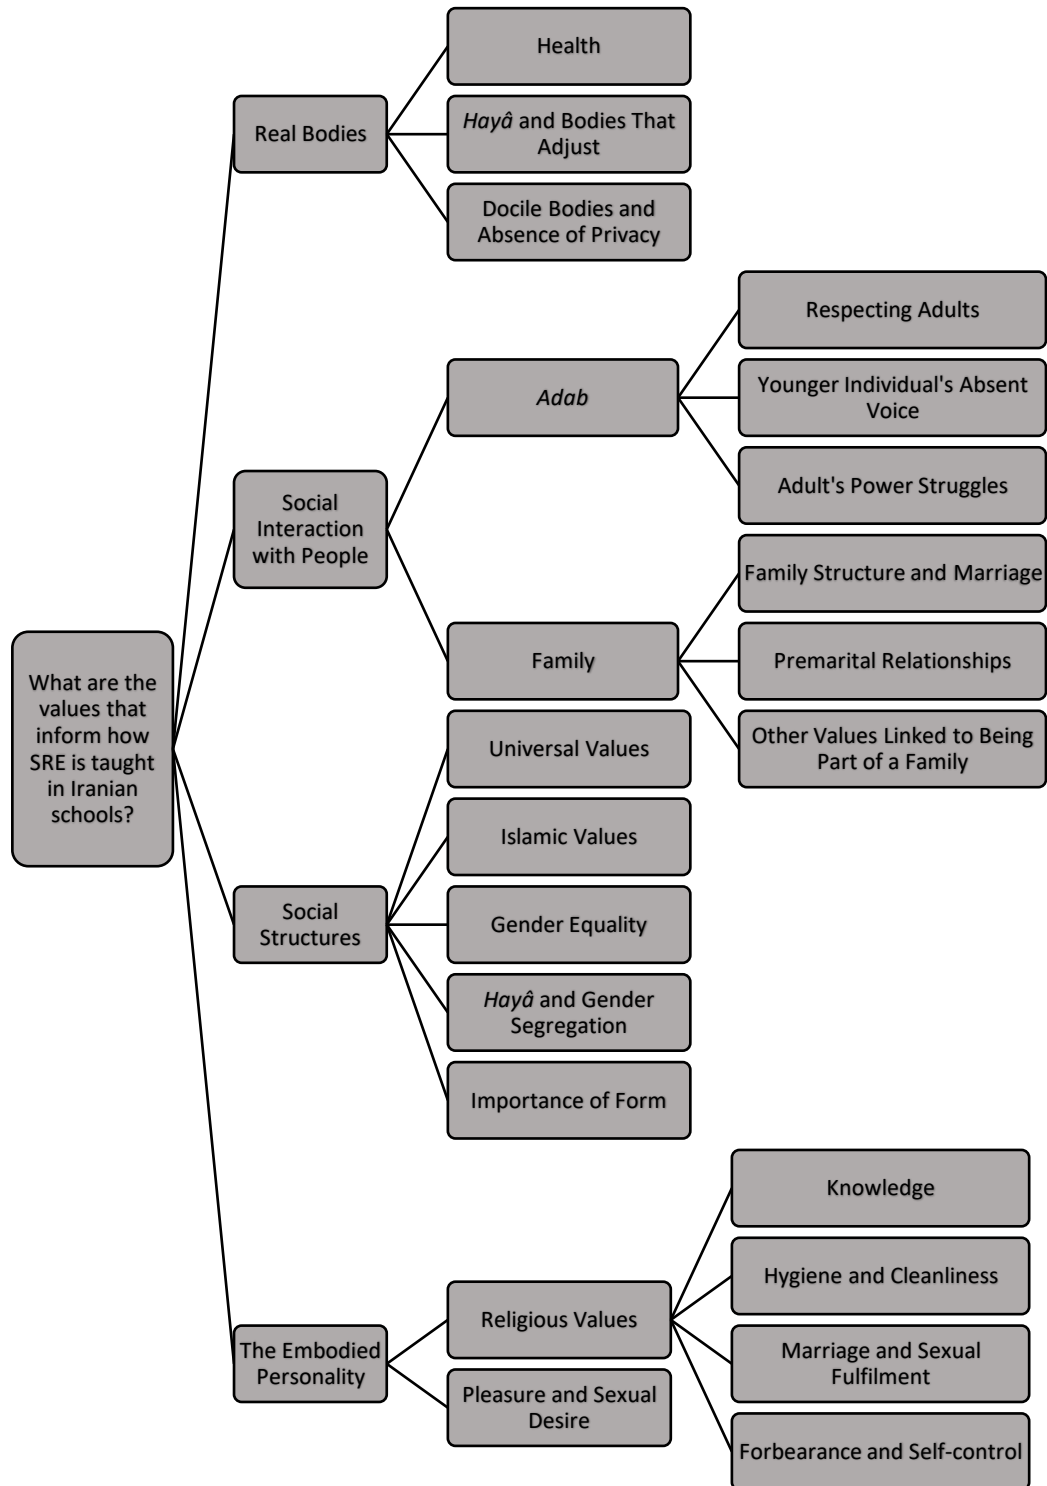 What are the
values that
inform how
SRE is taught
in Iranian
schools?
Real Bodies
Health
Hayâ and Bodies That
Adjust
Docile Bodies and
Absence of Privacy
Social
Interaction
with People
Adab
Respecting Adults
Younger Individual's Absent
Voice
Adult's Power Struggles
Family
Family Structure and Marriage
Premarital Relationships
Other Values Linked to Being
Part of a Family
Social
Structures
Universal Values
Islamic Values
Gender Equality
Hayâ and Gender
Segregation
Importance of Form
The Embodied
Personality
Religious Values
Knowledge
Hygiene and Cleanliness
Marriage and Sexual
Fulfilment
Forbearance and Self-control
Pleasure and Sexual
Desire